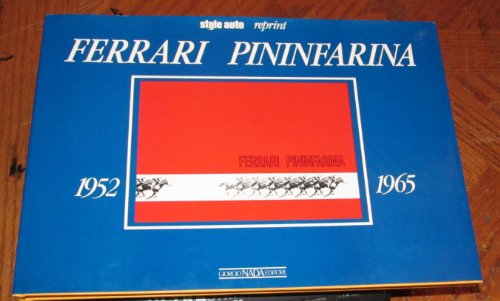 style auto reprint
FERRARI PININFARINA
FERRARI PININFARINA
1952 1965
GIORGIO NADA EDITORE